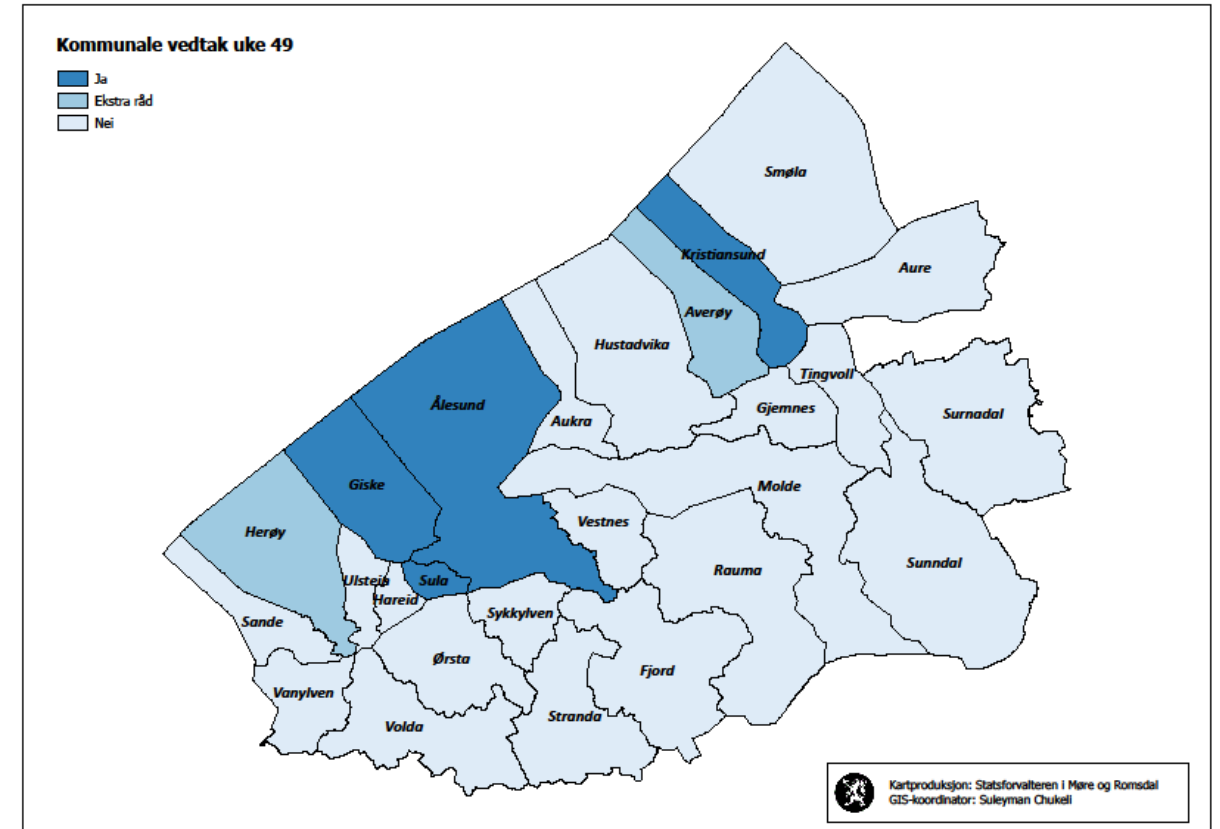 Kommunale vedtak uke 49
Ja
Ekstra råd
Nei
Smøla
Kristiansund
Aure
Averøy
Hustadvika
Tingvoll
Ålesund
Gjemnes
Surnadal
Aukra
Giske
Molde
Vestnes
Herøy
Rauma
Sunndal
Ulstein
Sula
Hareid
Sykkylven
Sande
Ørsta
Fjord
Vanylven
Stranda
Volda
Kartproduksjon: Statsforvalteren i Møre og Romsdal
GIS-koordinator: Suleyman Chukeli